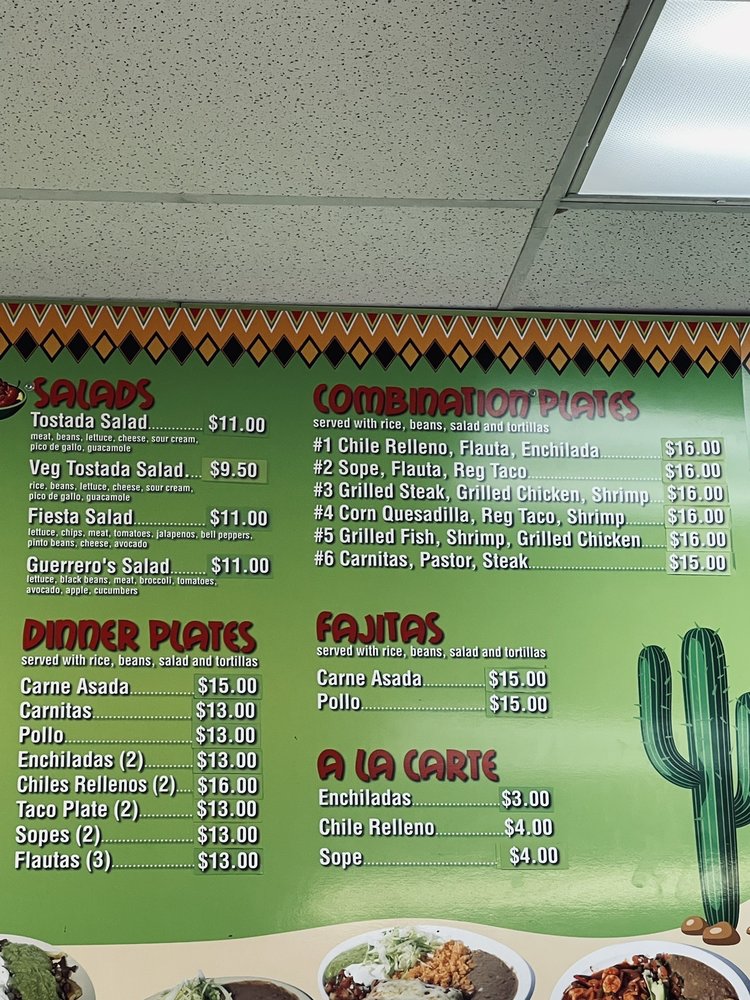 SALADS
Tostada Salad............. $11.00
meat, beans, lettuce, cheese, sour cream,
pico de gallo, guacamole
Veg Tostada Salad.... $9.50
rice, beans, lettuce, cheese, sour cream,
pico de gallo, guacamole
Fiesta Salad................. $11.00
lettuce, chips, meat, tomatoes, jalapenos, bell peppers,
pinto beans, cheese, avocado
Guerrero's Salad......... $11.00
lettuce, black beans, meat, broccoli, tomatoes,
avocado, apple, cucumbers
DINNER PLATES
served with rice, beans, salad and tortillas
Carne Asada............... $15.00
Carnitas........................ $13.00
Pollo............................. $13.00
Enchiladas (2)............ $13.00
Chiles Rellenos (2).... $16.00
Taco Plate (2)............. $13.00
Sopes (2)..................... $13.00
Flautas (3)................... $13.00
COMBINATION PLATES
served with rice, beans, salad and tortillas
#1 Chile Relleno, Flauta, Enchilada............. $16.00
#2 Sope, Flauta, Reg Taco............................ $16.00
#3 Grilled Steak, Grilled Chicken, Shrimp... $16.00
#4 Corn Quesadilla, Reg Taco, Shrimp........ $16.00
#5 Grilled Fish, Shrimp, Grilled Chicken..... $16.00
#6 Carnitas, Pastor, Steak............................ $15.00
FAJITAS
served with rice, beans, salad and tortillas
Carne Asada............... $15.00
Pollo............................. $15.00
A LA CARTE
Enchiladas................... $3.00
Chile Relleno............... $4.00
Sope............................. $4.00